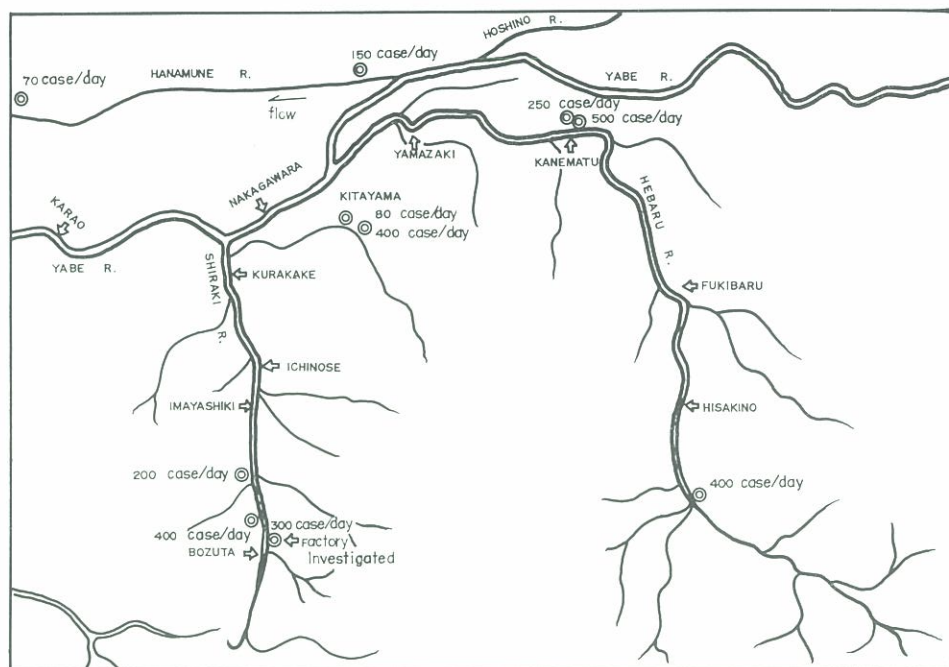 HOSHINO R.
150 case/day
70 case/day
HANAMUNE R.
YABE R.
flow
250 case/day
500 case/day
YAMAZAKI
KANEMATU
NAKAGAWARA
HEBARU R.
KITAYAMA
80 case/day
400 case/day
KARAO
YABE R.
SHIRAKI R.
KURAKAKE
FUKIBARU
ICHINOSE
IMAYASHIKI
HISAKINO
200 case/day
400 case/day
300 case/day
400 case/day
FACTORY
Investigated
BOZUTA